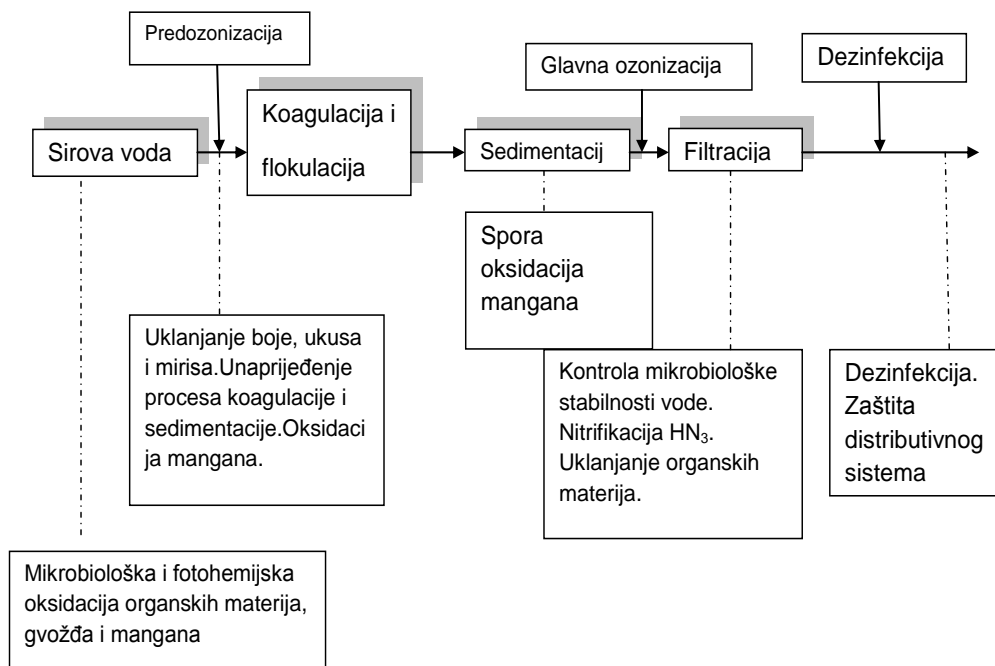 Predozonizacija
Glavna ozonizacija
Dezinfekcija
Sirova voda
Koagulacija i
flokulacija
Sedimentacij
Filtracija
Spora
oksidacija
mangana
Uklanjanje boje, ukusa
i mirisa.Unaprijeđenje
procesa koagulacije i
sedimentacije.Oksidaci
ja mangana.
Kontrola mikrobiološke
stabilnosti vode.
Nitrifikacija HN₃.
Uklanjanje organskih
materija.
Dezinfekcija.
Zaštita
distributivnog
sistema
Mikrobiološka i fotohemijska
oksidacija organskih materija,
gvožđa i mangana